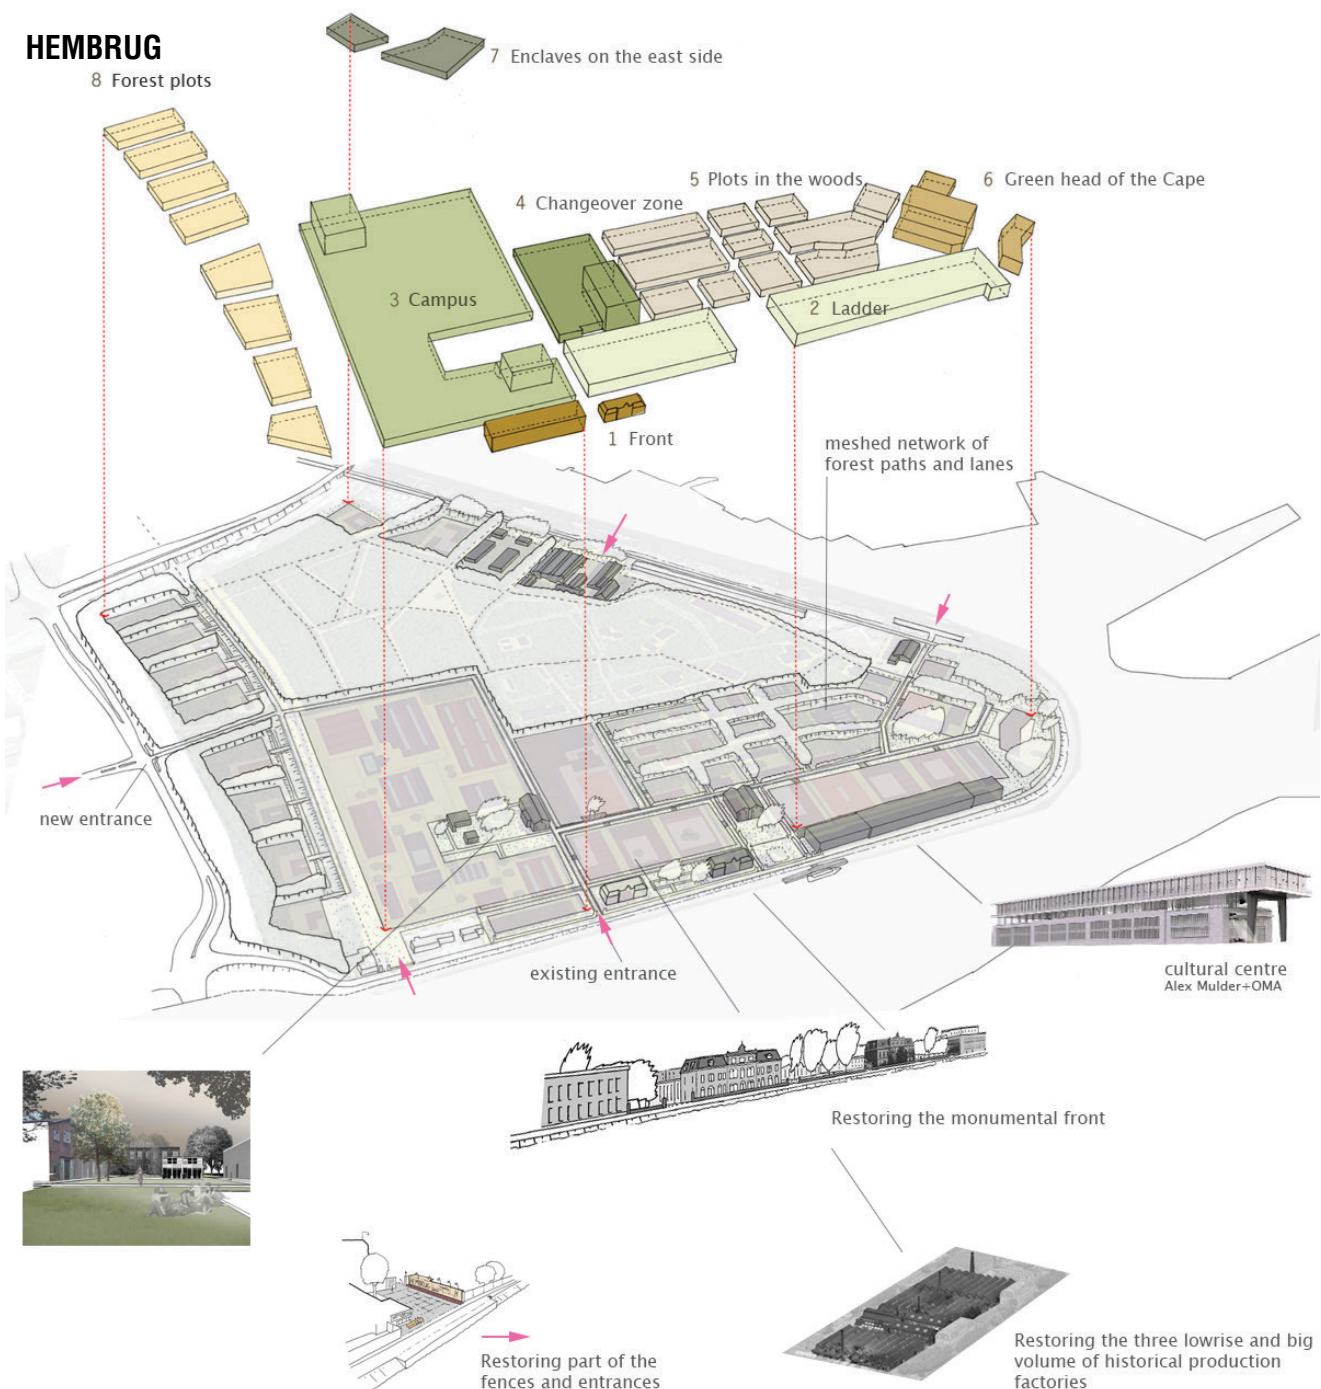 HEMBRUG
8 Forest plots
7 Enclaves on the east side
5 Plots in the woods
6 Green head of the Cape
4 Changeover zone
3 Campus
2 Ladder
1 Front
meshed network of
forest paths and lanes
new entrance
existing entrance
cultural centre
Alex Mulder+OMA
Restoring the monumental front
Restoring part of the
fences and entrances
Restoring the three lowrise and big
volume of historical production
factories